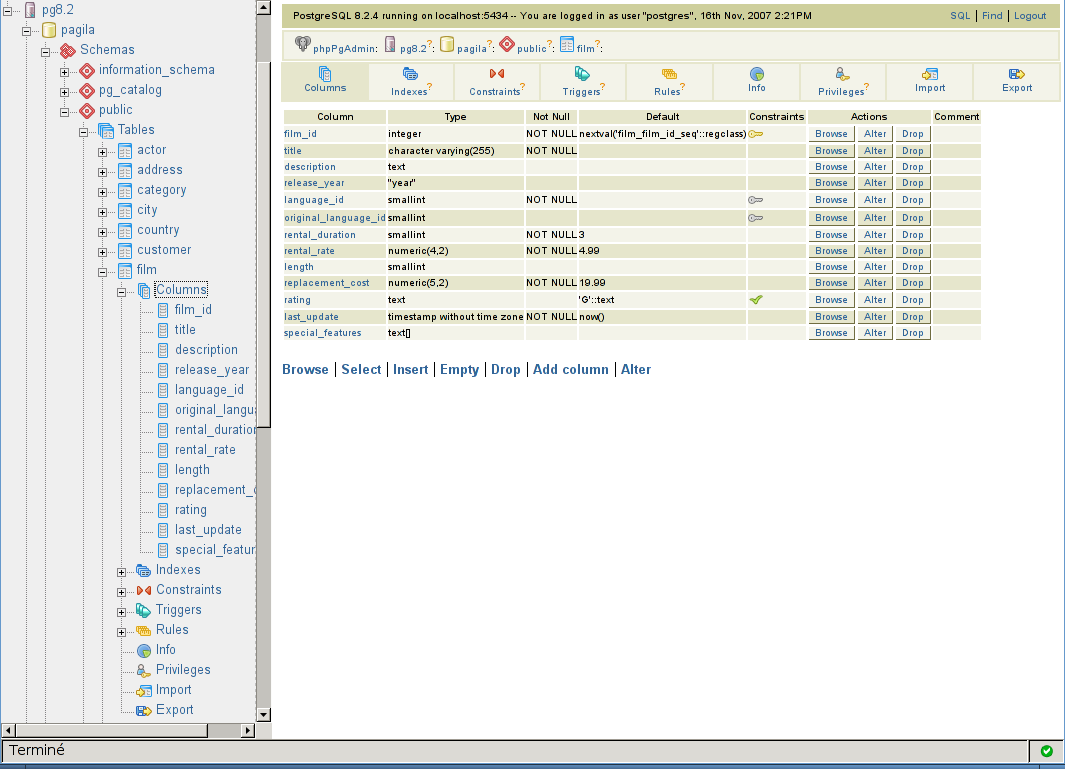 pg8.2
pagila
Schemas
information_schema
pg_catalog
public
Tables
actor
address
category
city
country
customer
film
Columns
film_id
title
description
release_year
language_id
original_langu
rental_duration
rental_rate
length
replacement_c
rating
last_update
special_featur
Indexes
Constraints
Triggers
Rules
Info
Privileges
Import
Export
PostgreSQL 8.2.4 running on localhost:5434 -- You are logged in as user "postgres", 16th Nov, 2007 2:21PM SQL | Find | Logout
phpPgAdmin: pg8.2?: pagila?: public?: film?:
Columns Indexes? Constraints? Triggers? Rules? Info Privileges? Import Export
Column Type Not Null Default Constraints Actions Comment
film_id integer NOT NULL nextval('film_film_id_seq'::regclass) Browse Alter Drop
title character varying(255) NOT NULL Browse Alter Drop
description text Browse Alter Drop
release_year "year" Browse Alter Drop
language_id smallint NOT NULL Browse Alter Drop
original_language_id smallint Browse Alter Drop
rental_duration smallint NOT NULL 3 Browse Alter Drop
rental_rate numeric(4,2) NOT NULL 4.99 Browse Alter Drop
length smallint Browse Alter Drop
replacement_cost numeric(5,2) NOT NULL 19.99 Browse Alter Drop
rating text 'G'::text Browse Alter Drop
last_update timestamp without time zone NOT NULL now() Browse Alter Drop
special_features text[] Browse Alter Drop
Browse | Select | Insert | Empty | Drop | Add column | Alter
Terminé